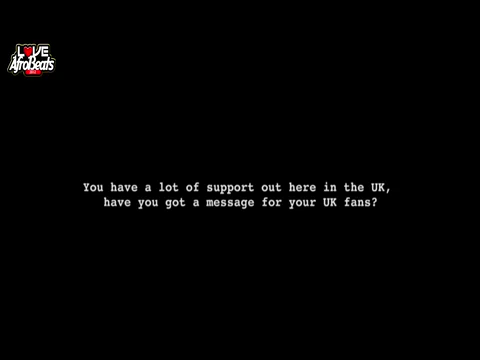 LOVE
AfroBeats
You have a lot of support out here in the UK,
have you got a message for your UK fans?